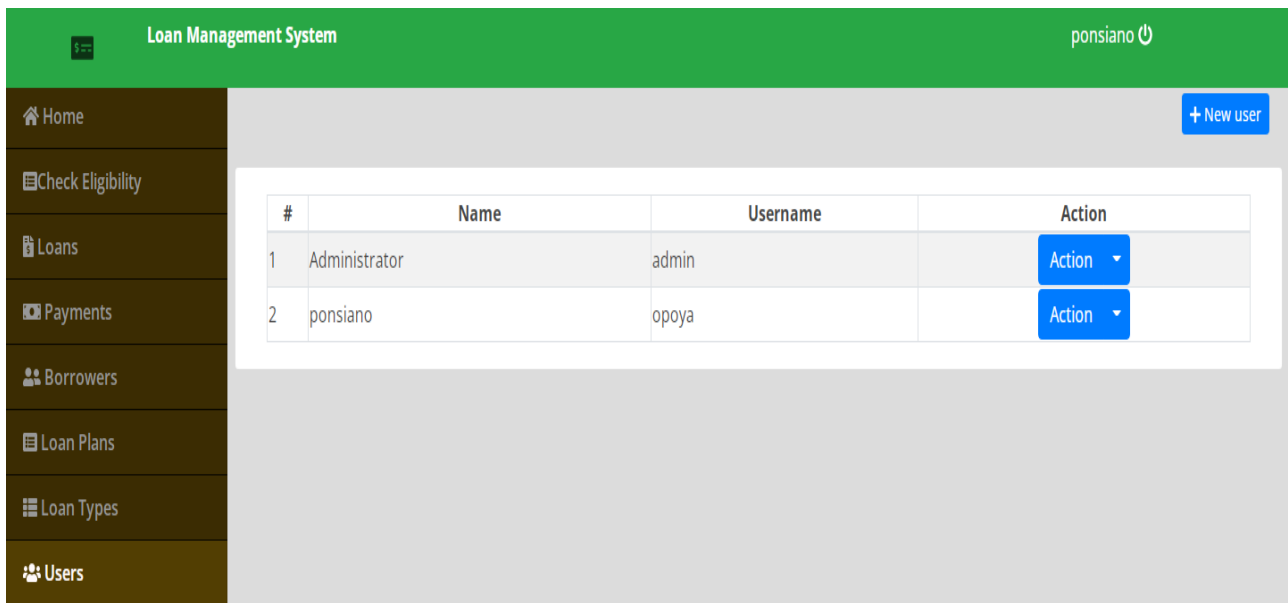 Loan Management System
ponsiano
Home
+ New user
Check Eligibility
Loans
Payments
Borrowers
Loan Plans
Loan Types
Users
# Name Username Action
1 Administrator admin Action
2 ponsiano opoya Action